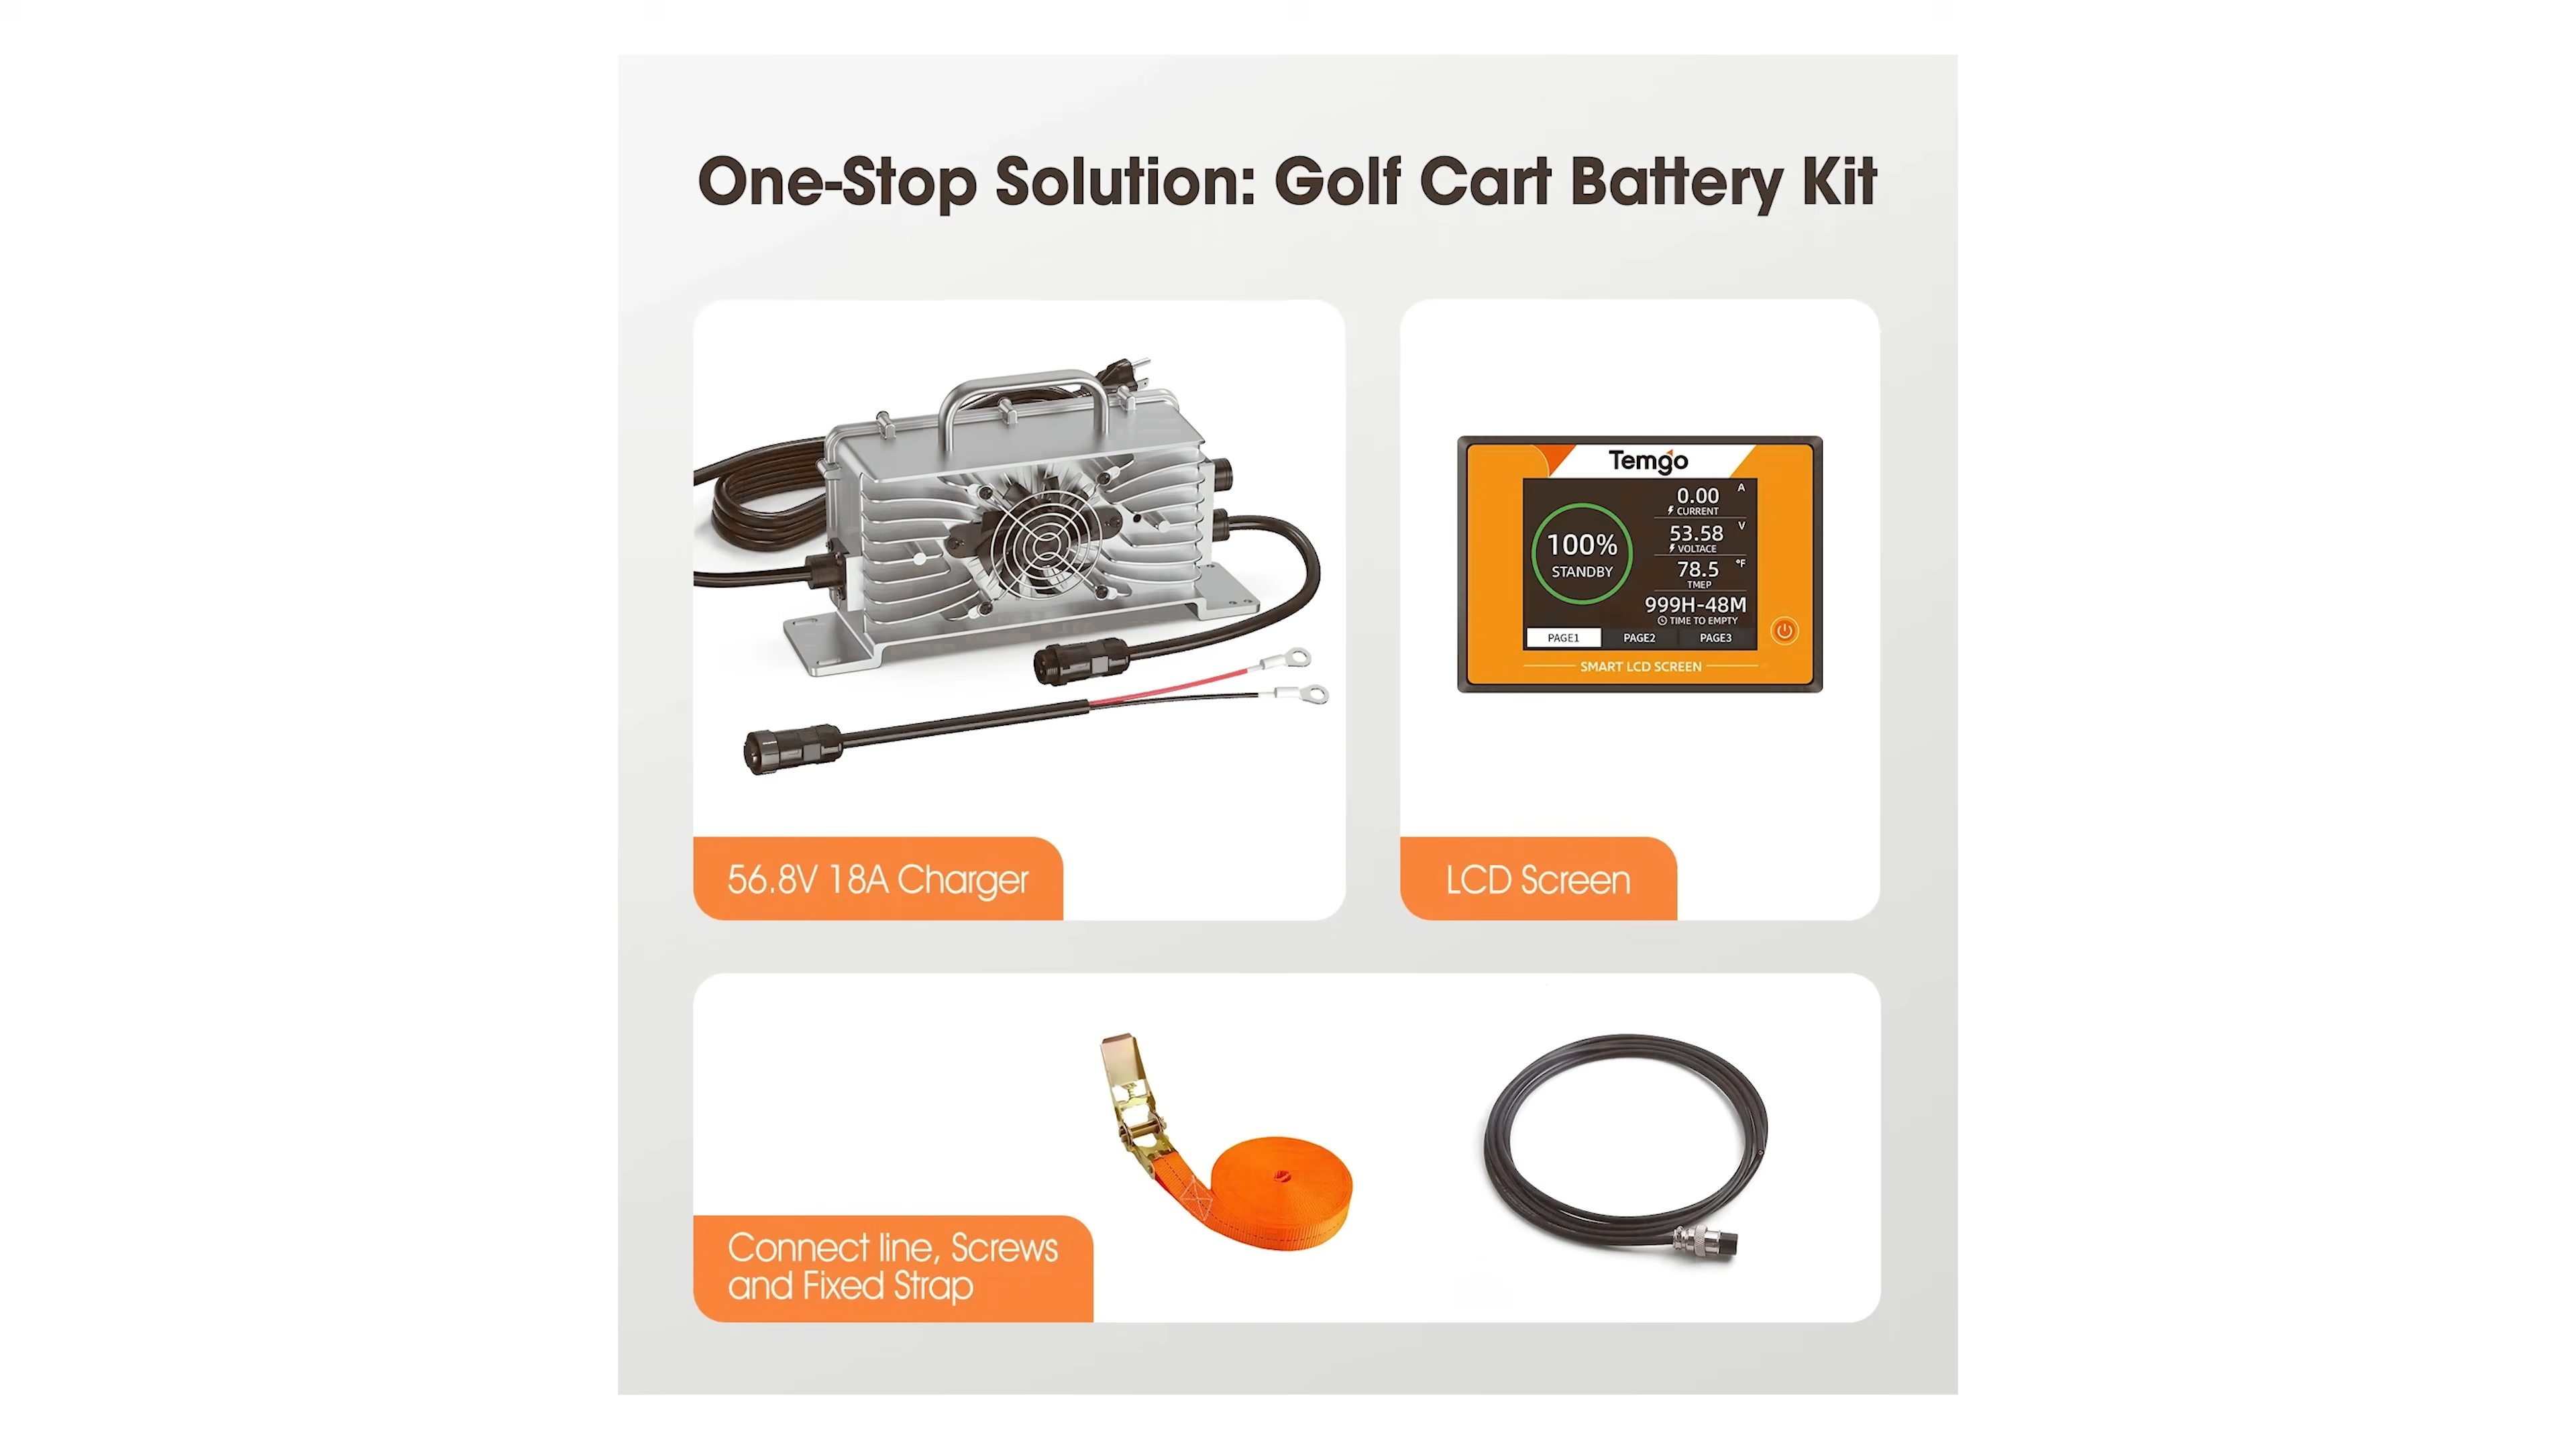 One-Stop Solution: Golf Cart Battery Kit
Temgo
0.00 A
CURRENT
53.58 V
VOLTACE
100%
STANDBY
78.5 °F
TMEP
999H-48M
TIME TO EMPTY
PAGE1 PAGE2 PAGE3
SMART LCD SCREEN
56.8V 18A Charger
LCD Screen
Connect line, Screws
and Fixed Strap